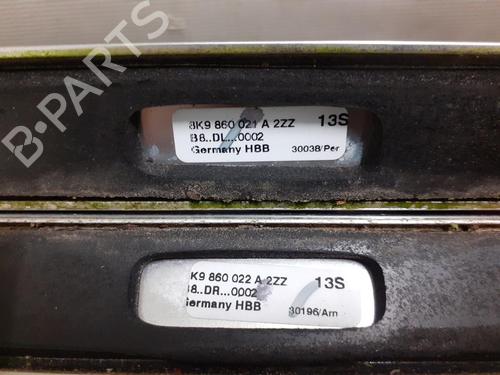 B-PARTS
8K9 860 021 A 2ZZ 13S
B8..DL...0002
Germany HBB 30038/Per
K9 860 022 A 2ZZ 13S
B8..DR...0002
Germany HBB 30196/Arn